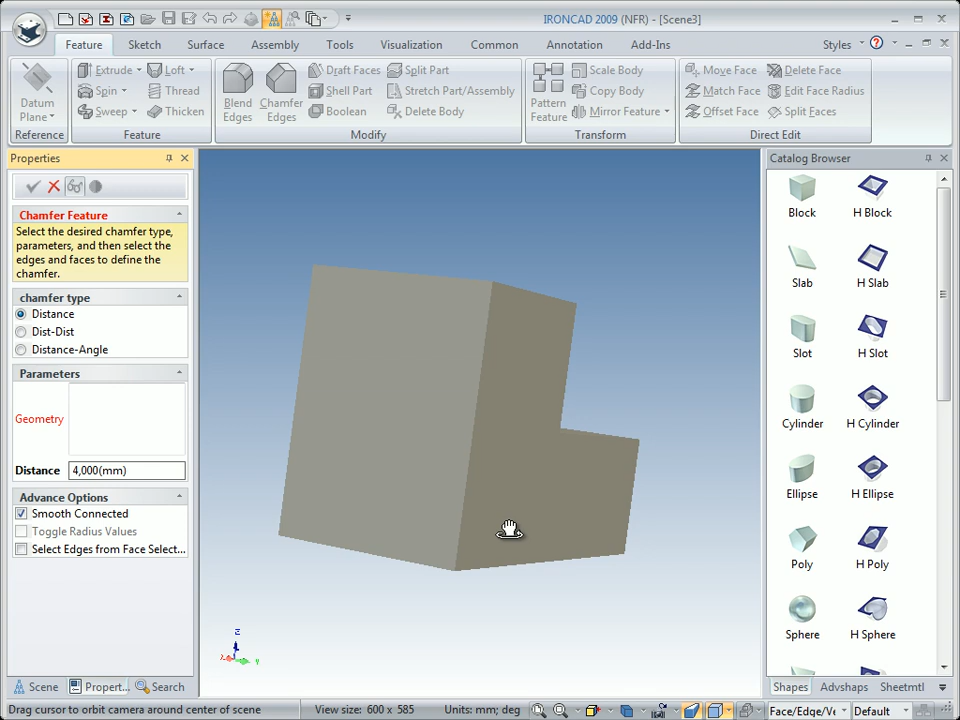 IRONCAD 2009 (NFR) - [Scene3]
Feature Sketch Surface Assembly Tools Visualization Common Annotation Add-Ins Styles
Extrude Loft Draft Faces Split Part Scale Body Move Face Delete Face
Spin Thread Shell Part Stretch Part/Assembly Copy Body Match Face Edit Face Radius
Sweep Thicken Boolean Delete Body Mirror Feature Offset Face Split Faces
Datum Plane
Blend Edges
Chamfer Edges
Pattern Feature
Reference Feature Modify Transform Direct Edit
Properties
Chamfer Feature
Select the desired chamfer type,
parameters, and then select the
edges and faces to define the
chamfer.
chamfer type
Distance
Dist-Dist
Distance-Angle
Parameters
Geometry
Distance 4,000(mm)
Advance Options
Smooth Connected
Toggle Radius Values
Select Edges from Face Select...
Scene Propert... Search
z
y
Catalog Browser
Block H Block
Slab H Slab
Slot H Slot
Cylinder H Cylinder
Ellipse H Ellipse
Poly H Poly
Sphere H Sphere
Shapes Advshaps Sheetmtl
Drag cursor to orbit camera around center of scene View size: 600 x 585 Units: mm; deg Face/Edge/Ve Default